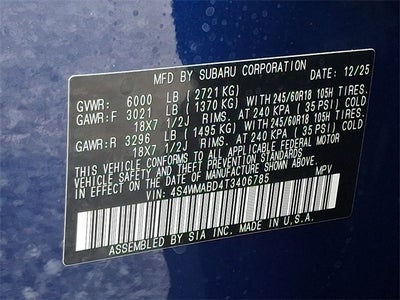 MFD BY SUBARU CORPORATION DATE: 12/25
GVWR: 6000 LB (2721 KG)
GAWR:F 3021 LB (1370 KG) WITH 245/60R18 105H TIRES.
18X7 1/2J RIMS. AT 240 KPA ( 35 PSI) COLD
GAWR:R 3296 LB (1495 KG) WITH 245/60R18 105H TIRES.
18X7 1/2J RIMS. AT 240 KPA ( 35 PSI) COLD
THIS VEHICLE CONFORMS TO ALL APPLICABLE FEDERAL MOTOR
VEHICLE SAFETY AND THEFT PREVENTION STANDARDS
IN EFFECT ON THE DATE OF MANUFACTURE SHOWN ABOVE.
VIN: 4S4WMABD4T3406785 MPV
ASSEMBLED BY SIA INC. MADE IN U.S.A.